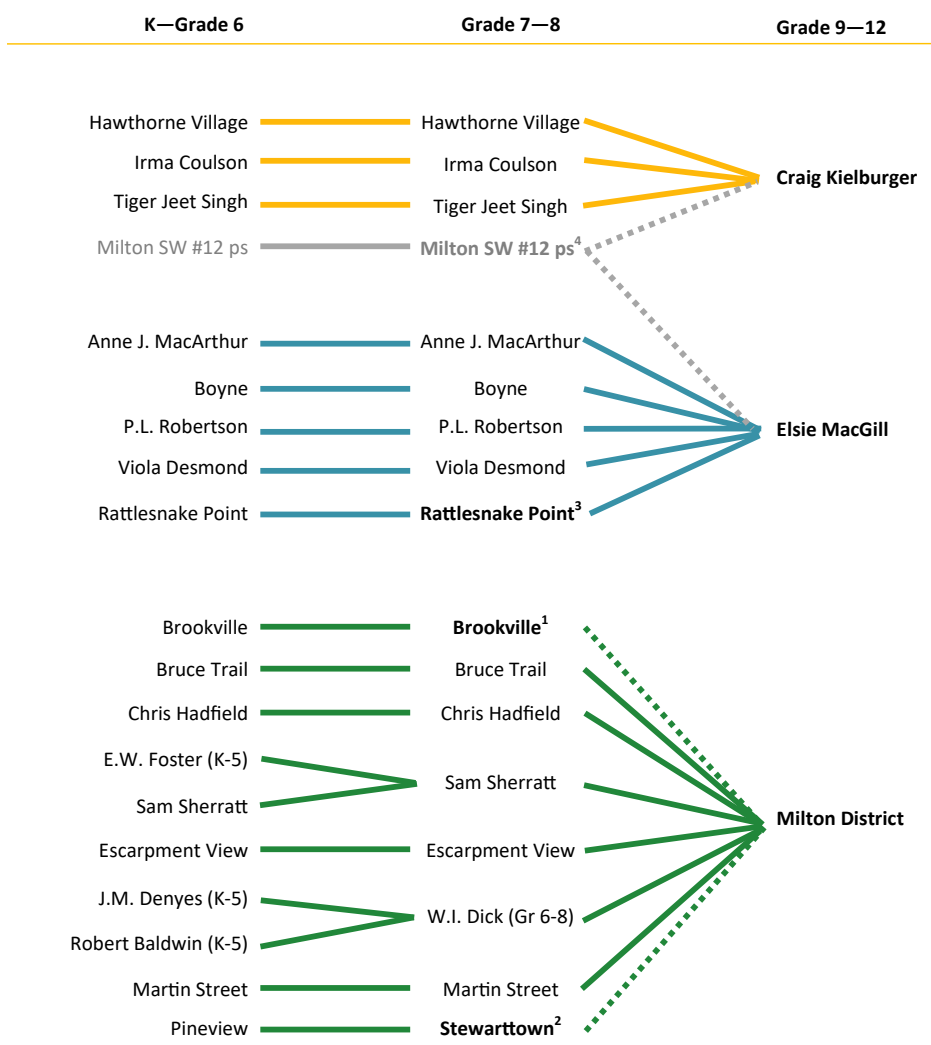 K—Grade 6 Grade 7—8 Grade 9—12
Hawthorne Village Hawthorne Village
Irma Coulson Irma Coulson
Craig Kielburger
Tiger Jeet Singh Tiger Jeet Singh
Milton SW #12 ps Milton SW #12 ps⁴
Anne J. MacArthur Anne J. MacArthur
Boyne Boyne
P.L. Robertson P.L. Robertson Elsie MacGill
Viola Desmond Viola Desmond
Rattlesnake Point Rattlesnake Point³
Brookville Brookville¹
Bruce Trail Bruce Trail
Chris Hadfield Chris Hadfield
E.W. Foster (K-5)
Sam Sherratt
Sam Sherratt
Milton District
Escarpment View Escarpment View
J.M. Denyes (K-5)
W.I. Dick (Gr 6-8)
Robert Baldwin (K-5)
Martin Street Martin Street
Pineview Stewarttown²